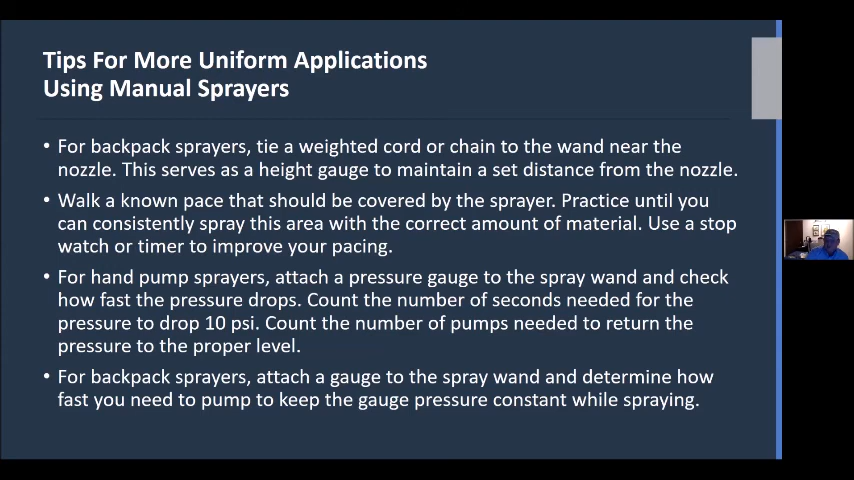 Tips For More Uniform Applications
Using Manual Sprayers
• For backpack sprayers, tie a weighted cord or chain to the wand near the
nozzle. This serves as a height gauge to maintain a set distance from the nozzle.
• Walk a known pace that should be covered by the sprayer. Practice until you
can consistently spray this area with the correct amount of material. Use a stop
watch or timer to improve your pacing.
• For hand pump sprayers, attach a pressure gauge to the spray wand and check
how fast the pressure drops. Count the number of seconds needed for the
pressure to drop 10 psi. Count the number of pumps needed to return the
pressure to the proper level.
• For backpack sprayers, attach a gauge to the spray wand and determine how
fast you need to pump to keep the gauge pressure constant while spraying.